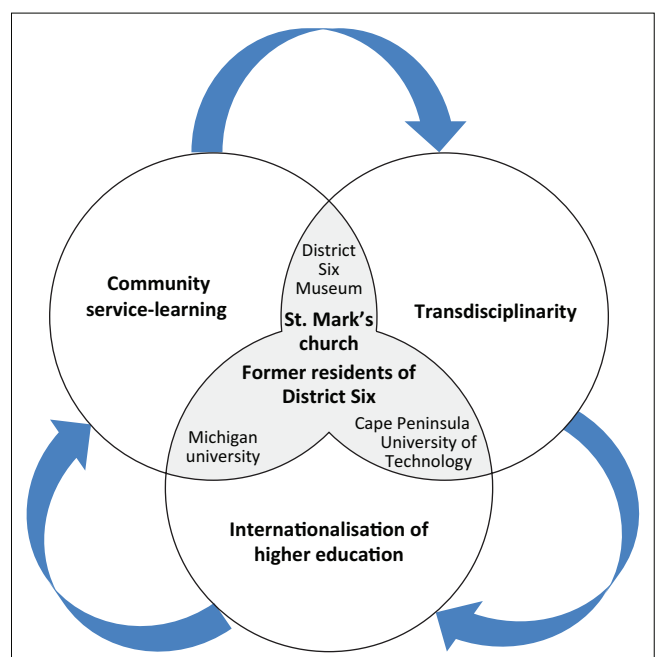 District
Six
Museum
Community
service-learning
Transdisciplinarity
St. Mark's
church
Former residents of
District Six
Michigan
university
Cape Peninsula
University of
Technology
Internationalisation of
higher education